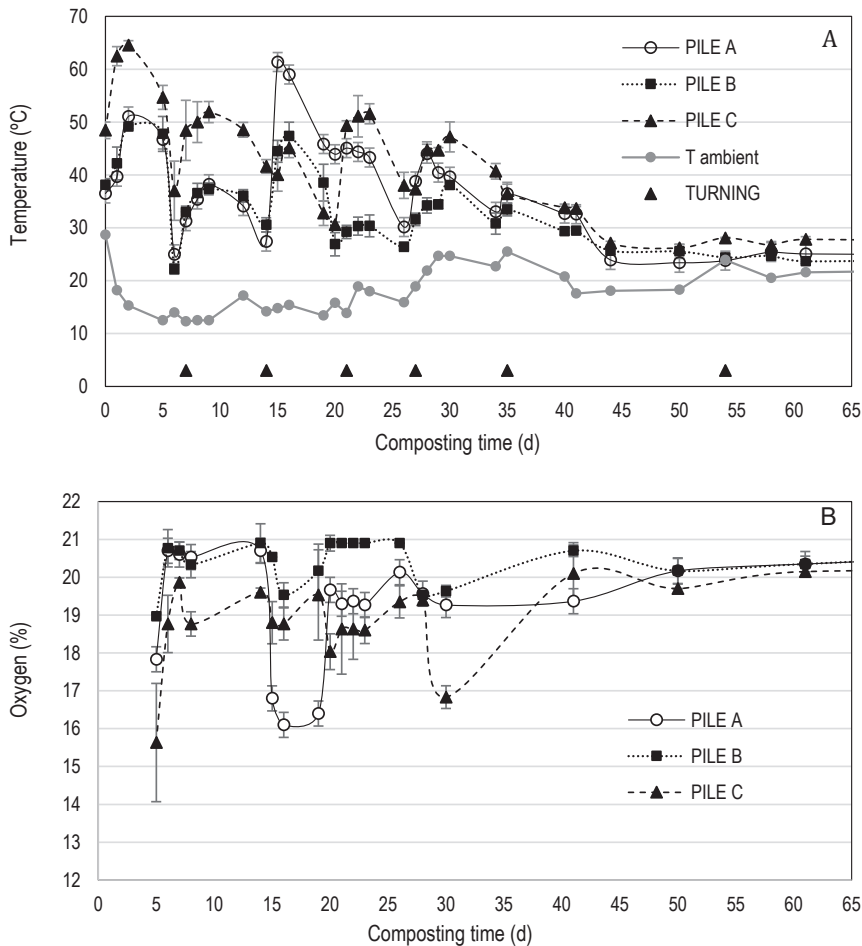 A
70
60
50
40
30
20
10
0
Temperature (ºC)
0 5 10 15 20 25 30 35 40 45 50 55 60 65
Composting time (d)
PILE A
PILE B
PILE C
T ambient
TURNING
B
22
21
20
19
18
17
16
15
14
13
12
Oxygen (%)
0 5 10 15 20 25 30 35 40 45 50 55 60 65
Composting time (d)
PILE A
PILE B
PILE C